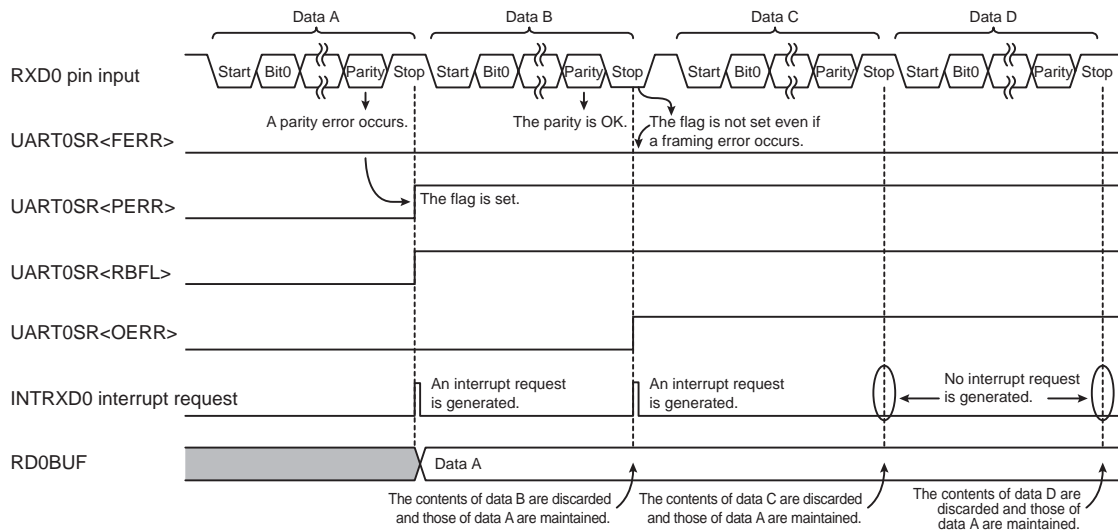 Data A Data B Data C Data D
RXD0 pin input
Start Bit0 Parity Stop Start Bit0 Parity Stop Start Bit0 Parity Stop Start Bit0 Parity Stop
A parity error occurs.
The parity is OK.
The flag is not set even if
a framing error occurs.
UART0SR<FERR>
UART0SR<PERR>
The flag is set.
UART0SR<RBFL>
UART0SR<OERR>
INTRXD0 interrupt request
An interrupt request
is generated.
An interrupt request
is generated.
No interrupt request
is generated.
RD0BUF
Data A
The contents of data B are discarded
and those of data A are maintained.
The contents of data C are discarded
and those of data A are maintained.
The contents of data D are
discarded and those of
data A are maintained.